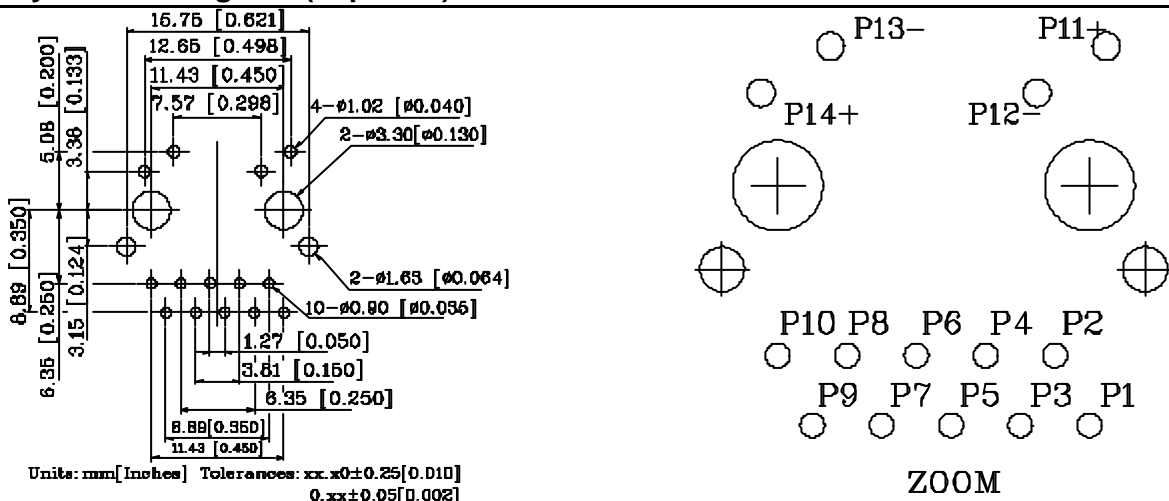 15.75 [0.621]
12.65 [0.498]
11.43 [0.450]
7.57 [0.298]
5.08 [0.200]
3.38 [0.133]
4-ø1.02 [ø0.040]
2-ø3.30[ø0.130]
8.89 [0.350]
6.35 [0.250]
3.15 [0.124]
2-ø1.63 [ø0.064]
10-ø0.90 [ø0.035]
1.27 [0.050]
3.81 [0.150]
6.35 [0.250]
8.89[0.350]
11.43 [0.450]
Units: mm[Inches] Tolerances: xx.x0±0.25[0.010]
0.xx±0.05[0.002]
P13-
P11+
P14+
P12-
P10 P8 P6 P4 P2
P9 P7 P5 P3 P1
ZOOM